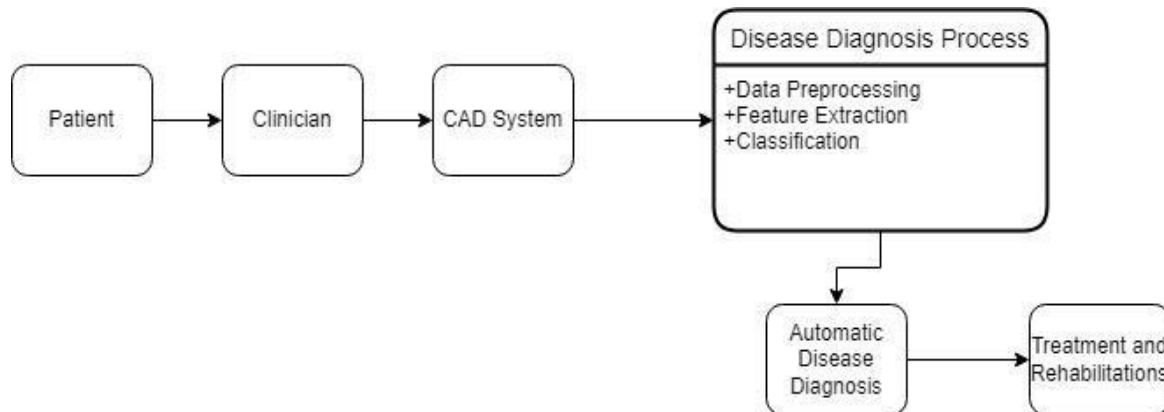 Disease Diagnosis Process
Patient
Clinician
CAD System
+Data Preprocessing
+Feature Extraction
+Classification
Automatic
Disease
Diagnosis
Treatment and
Rehabilitations